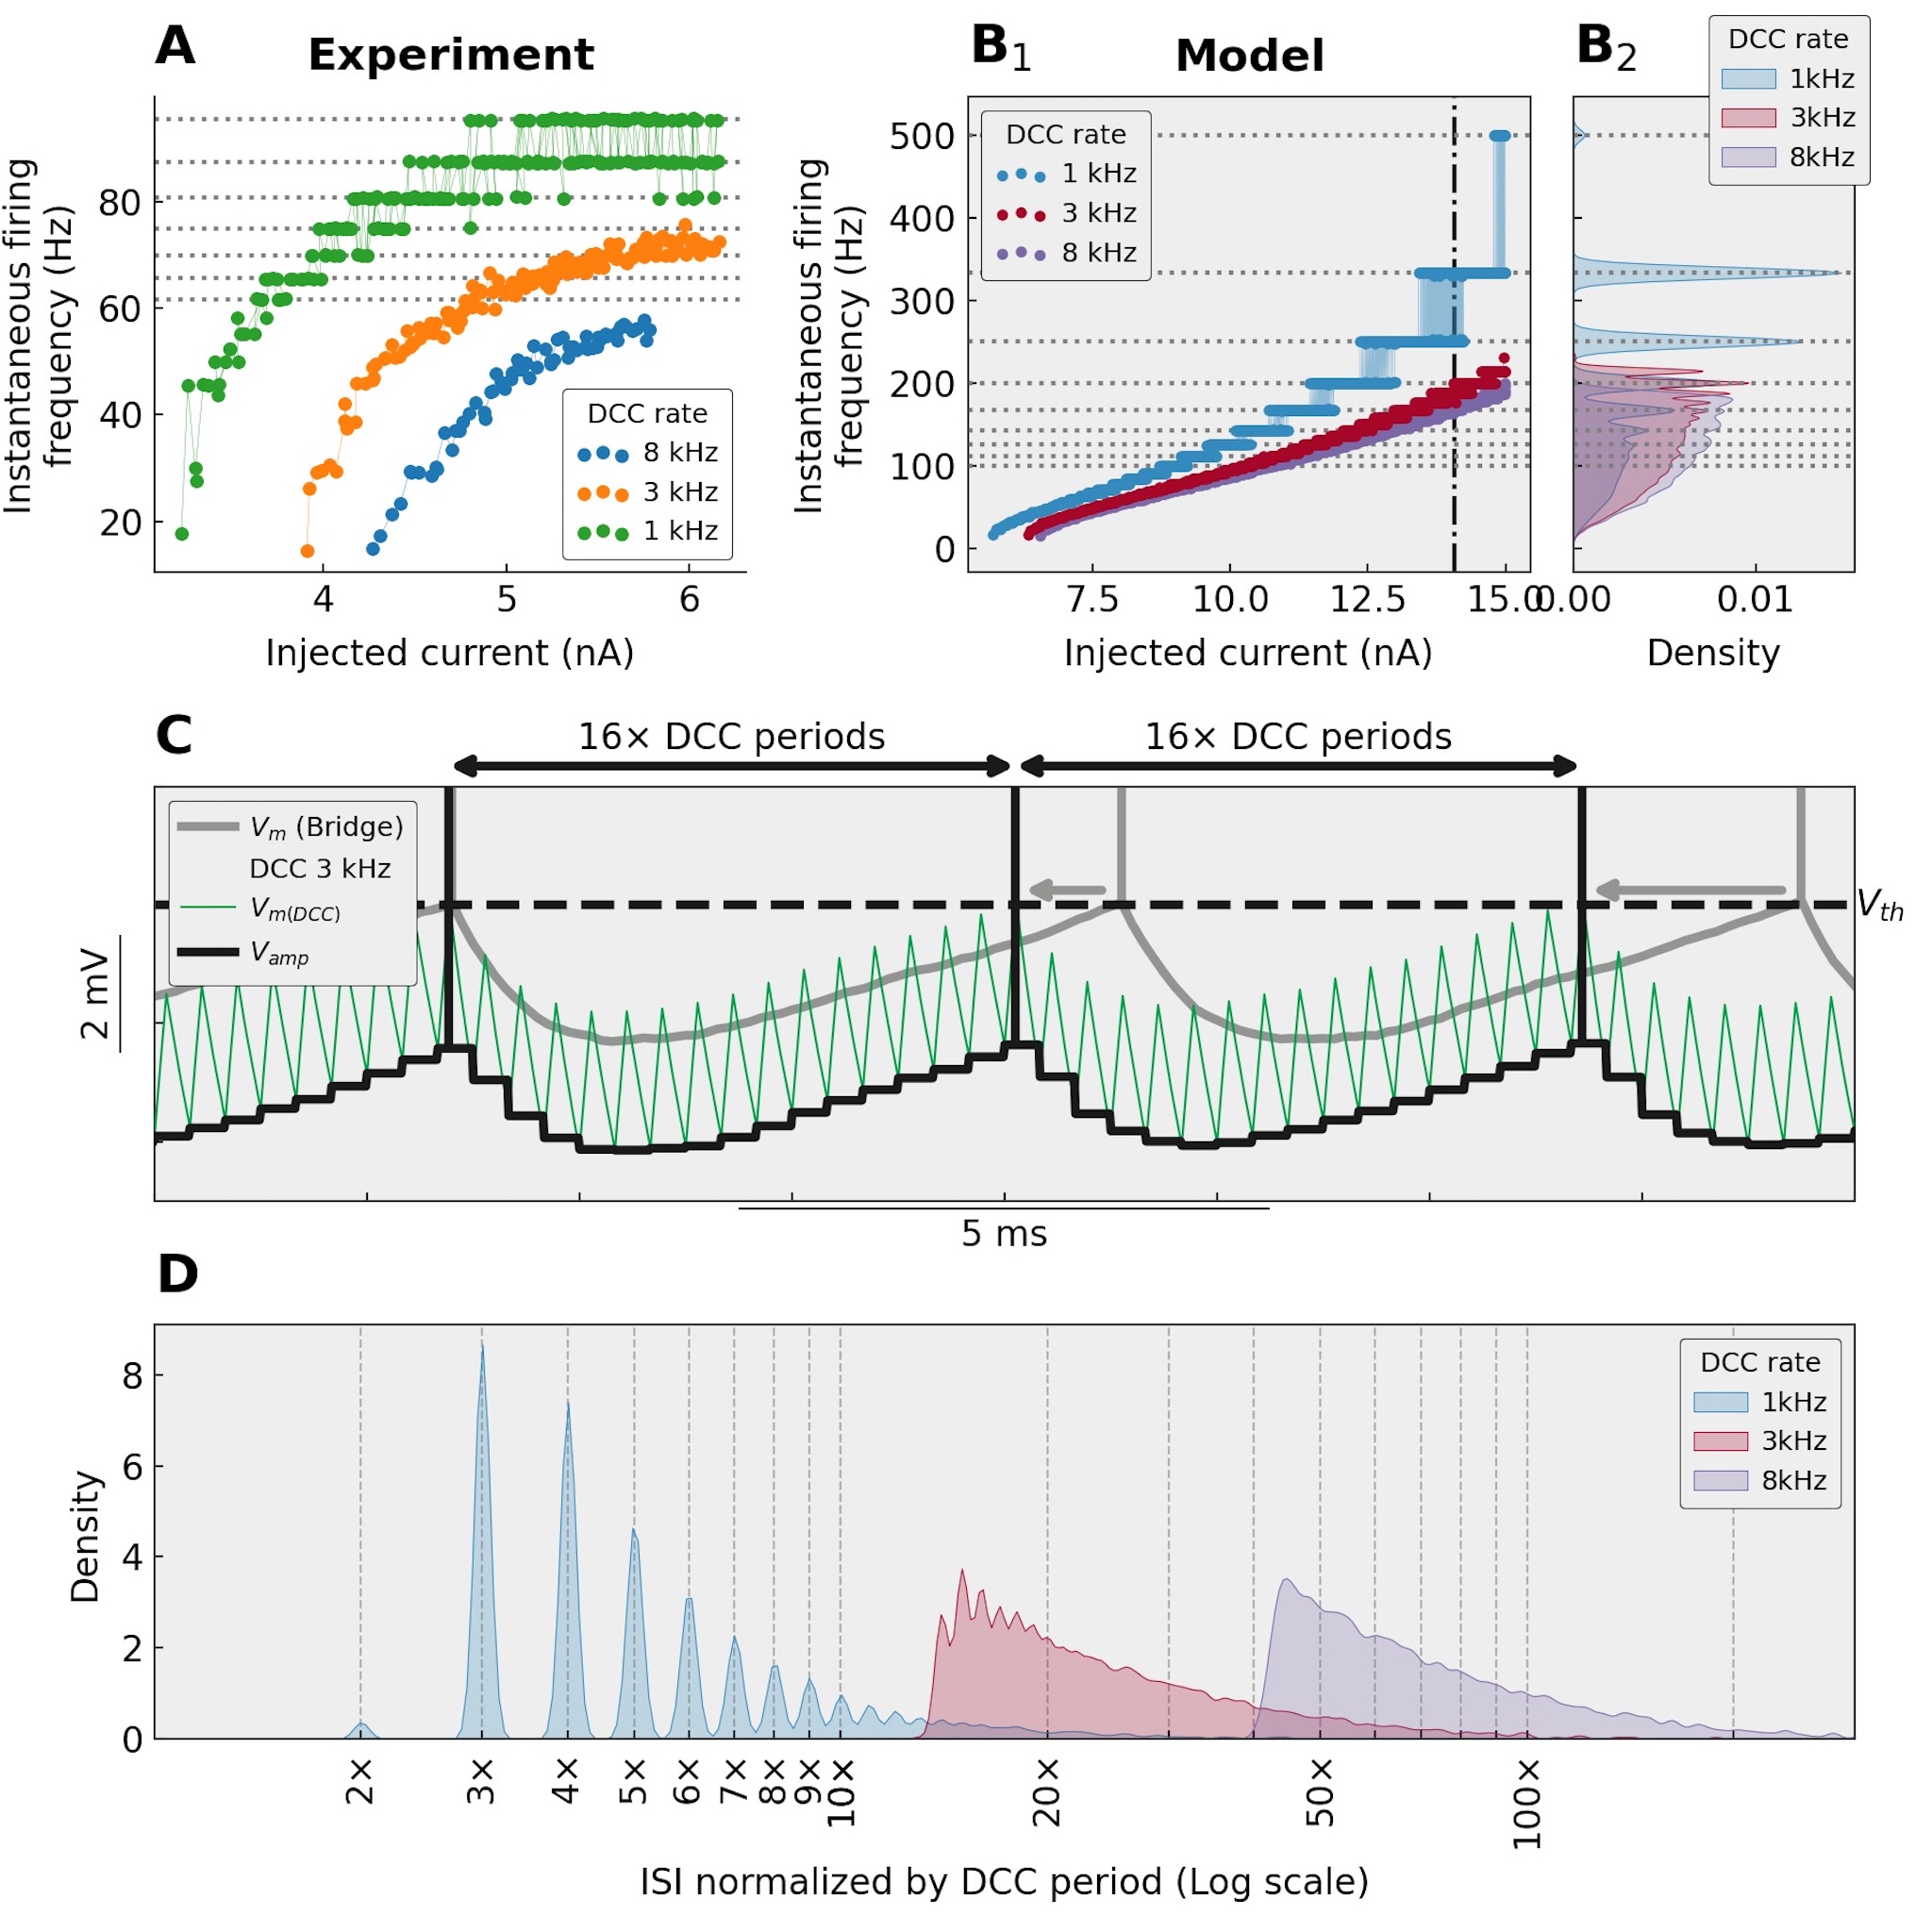 A
Experiment
Instantaneous firing
frequency (Hz)
80
60
40
20
4
5
6
Injected current (nA)
DCC rate
8 kHz
3 kHz
1 kHz
B1
Model
Instantaneous firing
frequency (Hz)
500
400
300
200
100
0
7.5
10.0
12.5
15.0
Injected current (nA)
DCC rate
1 kHz
3 kHz
8 kHz
B2
DCC rate
1kHz
3kHz
8kHz
0.00
0.01
Density
C
16× DCC periods
16× DCC periods
Vm (Bridge)
DCC 3 kHz
Vm(DCC)
Vamp
Vth
2 mV
5 ms
D
Density
8
6
4
2
0
DCC rate
1kHz
3kHz
8kHz
2×
3×
4×
5×
6×
7×
8×
9×
10×
20×
50×
100×
ISI normalized by DCC period (Log scale)